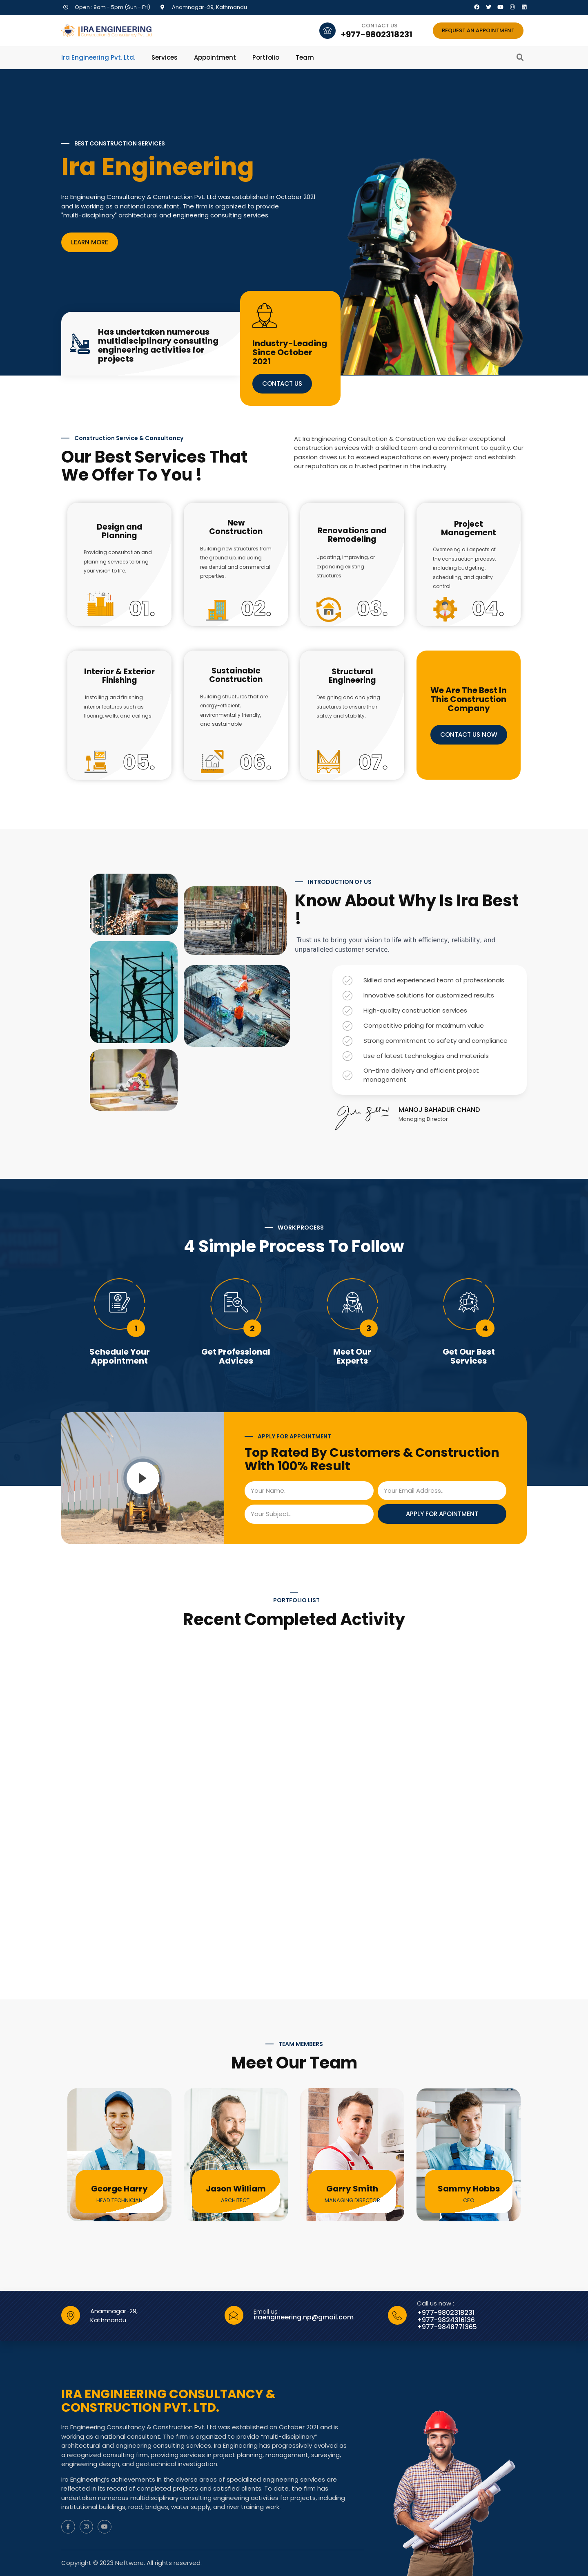 Open : 9am - 5pm (Sun - Fri)
Anamnagar-29, Kathmandu
IRA ENGINEERING
CONTACT US
+977-9802318231
REQUEST AN APPOINTMENT
Ira Engineering Pvt. Ltd.
Services
Appointment
Portfolio
Team
BEST CONSTRUCTION SERVICES
Ira Engineering
Ira Engineering Consultancy & Construction Pvt. Ltd was established in October 2021
and is working as a national consultant. The firm is organized to provide
"multi-disciplinary" architectural and engineering consulting services.
LEARN MORE
Has undertaken numerous
multidisciplinary consulting
engineering activities for
projects
Industry-Leading
Since October
2021
CONTACT US
Construction Service & Consultancy
Our Best Services That
We Offer To You !
At Ira Engineering Consultation & Construction we deliver exceptional
construction services with a skilled team and a commitment to quality. Our
passion drives us to exceed expectations on every project and establish
our reputation as a trusted partner in the industry.
Design and
Planning
Providing consultation and
planning services to bring
your vision to life.
01.
New
Construction
Building new structures from
the ground up, including
residential and commercial
properties
02.
Renovations and
Remodeling
Updating, improving, or
expanding existing
structures.
03.
Project
Management
Overseeing all aspects of
the construction process,
including budgeting,
scheduling, and quality
control
04.
Interior & Exterior
Finishing
Installing and finishing
interior features such as
flooring, walls, and ceilings.
05.
Sustainable
Construction
Building structures that are
energy-efficient,
environmentally friendly,
and sustainable
06.
Structural
Engineering
Designing and analyzing
structures to ensure their
safety and stability.
07.
We Are The Best In
This Construction
Company
CONTACT US NOW
INTRODUCTION OF US
Know About Why Is Ira Best
!
Trust us to bring your vision to life with efficiency, reliability, and
unparalleled customer service.
Skilled and experienced team of professionals
Innovative solutions for customized results
High-quality construction services
Competitive pricing for maximum value
Strong commitment to safety and compliance
Use of latest technologies and materials
On-time delivery and efficient project
management
MANOJ BAHADUR CHAND
Managing Director
WORK PROCESS
4 Simple Process To Follow
1
Schedule Your
Appointment
2
Get Professional
Advices
3
Meet Our
Experts
4
Get Our Best
Services
APPLY FOR APPOINTMENT
Top Rated By Customers & Construction
With 100% Result
Your Name..
Your Email Address..
Your Subject..
APPLY FOR APOINTMENT
PORTFOLIO LIST
Recent Completed Activity
TEAM MEMBERS
Meet Our Team
George Harry
HEAD TECHNICIAN
Jason William
ARCHITECT
Garry Smith
MANAGING DIRECTOR
Sammy Hobbs
CEO
Anamnagar-29,
Kathmandu
Email us
iraengineering.np@gmail.com
Call us now :
+977-9802318231
+977-9824316136
+977-9848771365
IRA ENGINEERING CONSULTANCY &
CONSTRUCTION PVT. LTD.
Ira Engineering Consultancy & Construction Pvt. Ltd was established on October 2021 and is
working as a national consultant. The firm is organized to provide "multi-disciplinary"
architectural and engineering consulting services. Ira Engineering has progressively evolved as
a recognized consulting firm, providing services in project planning, management, surveying,
engineering design, and geotechnical investigation.
Ira Engineering's achievements in the diverse areas of specialized engineering services are
reflected in its record of completed projects and satisfied clients. To date, the firm has
undertaken numerous multidisciplinary consulting engineering activities for projects, including
institutional buildings, road, bridges, water supply, and river training work.
Copyright © 2023 Neftware. All rights reserved.